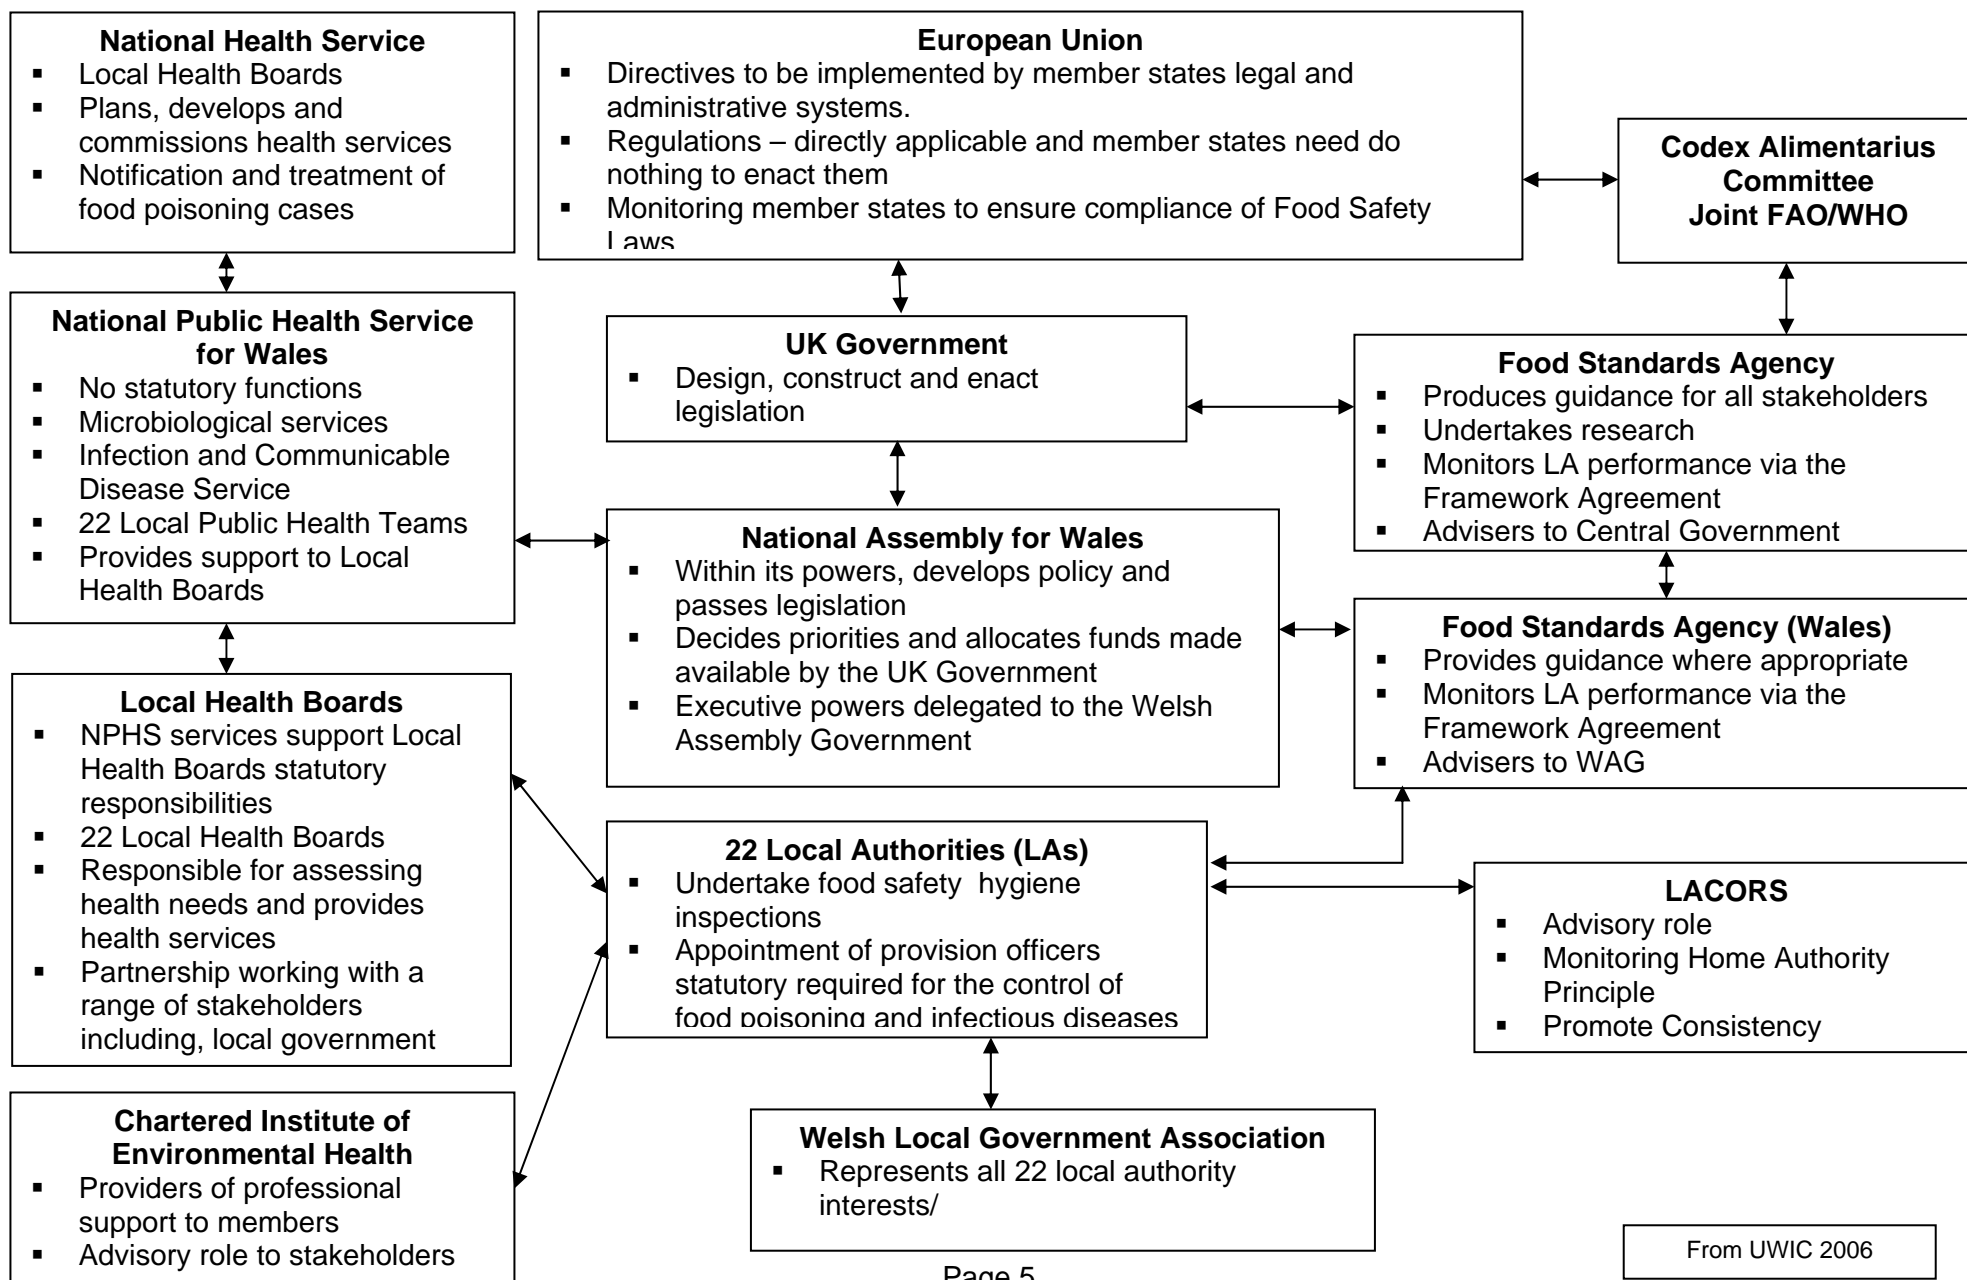 National Health Service
▪ Local Health Boards
▪ Plans, develops and
commissions health services
▪ Notification and treatment of
food poisoning cases
European Union
▪ Directives to be implemented by member states legal and
administrative systems.
▪ Regulations – directly applicable and member states need do
nothing to enact them
▪ Monitoring member states to ensure compliance of Food Safety
Laws
Codex Alimentarius
Committee
Joint FAO/WHO
National Public Health Service
for Wales
▪ No statutory functions
▪ Microbiological services
▪ Infection and Communicable
Disease Service
▪ 22 Local Public Health Teams
▪ Provides support to Local
Health Boards
UK Government
▪ Design, construct and enact
legislation
Food Standards Agency
▪ Produces guidance for all stakeholders
▪ Undertakes research
▪ Monitors LA performance via the
Framework Agreement
▪ Advisers to Central Government
National Assembly for Wales
▪ Within its powers, develops policy and
passes legislation
▪ Decides priorities and allocates funds made
available by the UK Government
▪ Executive powers delegated to the Welsh
Assembly Government
Food Standards Agency (Wales)
▪ Provides guidance where appropriate
▪ Monitors LA performance via the
Framework Agreement
▪ Advisers to WAG
Local Health Boards
▪ NPHS services support Local
Health Boards statutory
responsibilities
▪ 22 Local Health Boards
▪ Responsible for assessing
health needs and provides
health services
▪ Partnership working with a
range of stakeholders
including, local government
22 Local Authorities (LAs)
▪ Undertake food safety  hygiene
inspections
▪ Appointment of provision officers
statutory required for the control of
food poisoning and infectious diseases
LACORS
▪ Advisory role
▪ Monitoring Home Authority
Principle
▪ Promote Consistency
Chartered Institute of
Environmental Health
▪ Providers of professional
support to members
▪ Advisory role to stakeholders
Welsh Local Government Association
▪ Represents all 22 local authority
interests/
From UWIC 2006
Page 5